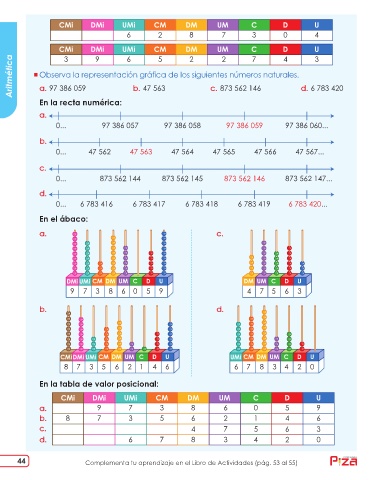 CMi DMi UMi CM DM UM C D U
6 2 8 7 3 0 4
CMi DMi UMi CM DM UM C D U
3 9 6 5 2 2 7 4 3
Aritmética
Observa la representación gráfica de los siguientes números naturales.
a. 97 386 059 b. 47 563 c. 873 562 146 d. 6 783 420
En la recta numérica:
a.
0... 97 386 057 97 386 058 97 386 059 97 386 060...
b.
0... 47 562 47 563 47 564 47 565 47 566 47 567...
c.
0... 873 562 144 873 562 145 873 562 146 873 562 147...
d.
0... 6 783 416 6 783 417 6 783 418 6 783 419 6 783 420...
En el ábaco:
a. c.
DMi UMi CM DM UM C D U DM UM C D U
9 7 3 8 6 0 5 9 4 7 5 6 3
b. d.
CMi DMi UMi CM DM UM C D U UMi CM DM UM C D U
8 7 3 5 6 2 1 4 6 6 7 8 3 4 2 0
En la tabla de valor posicional:
CMi DMi UMi CM DM UM C D U
a. 9 7 3 8 6 0 5 9
b. 8 7 3 5 6 2 1 4 6
c. 4 7 5 6 3
d. 6 7 8 3 4 2 0
44 Complementa tu aprendizaje en el Libro de Actividades (pág. 53 al 55)